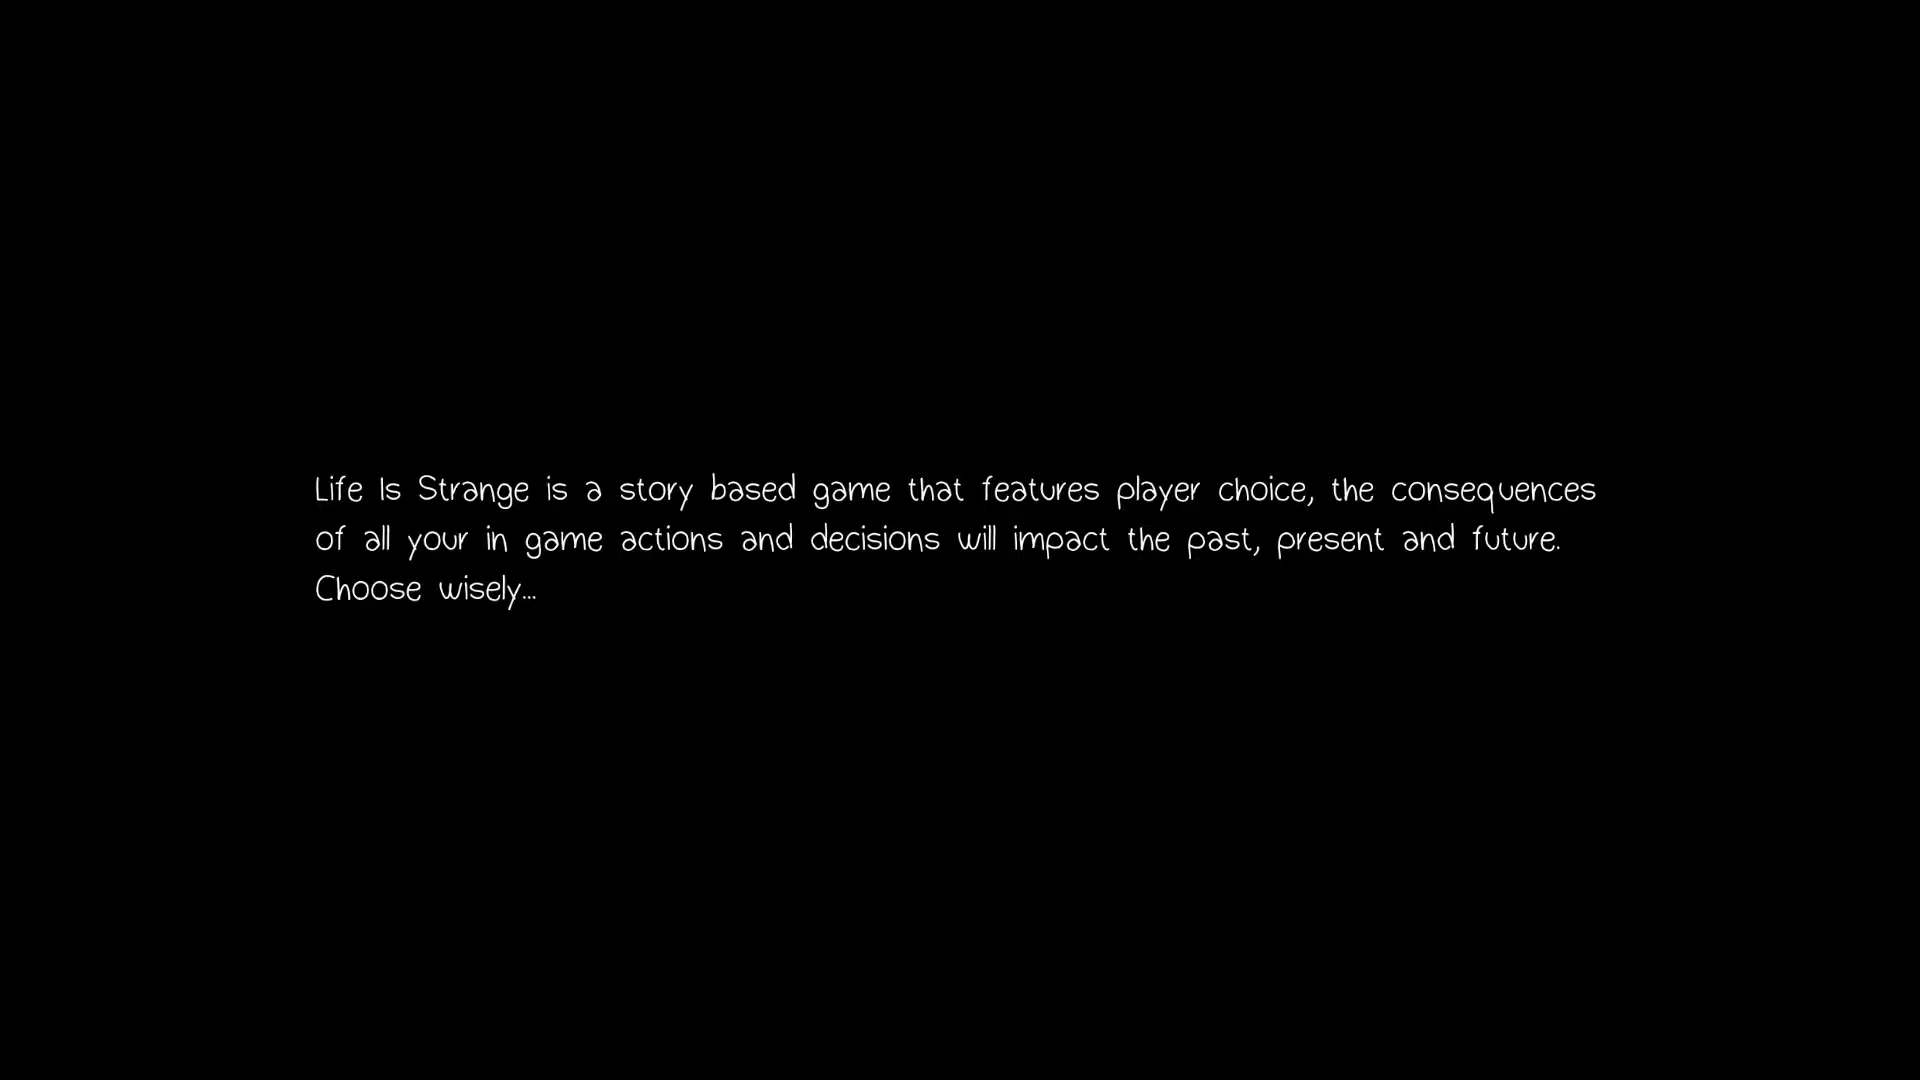 Life Is Strange is a story based game that features player choice, the consequences
of all your in game actions and decisions will impact the past, present and future.
Choose wisely...